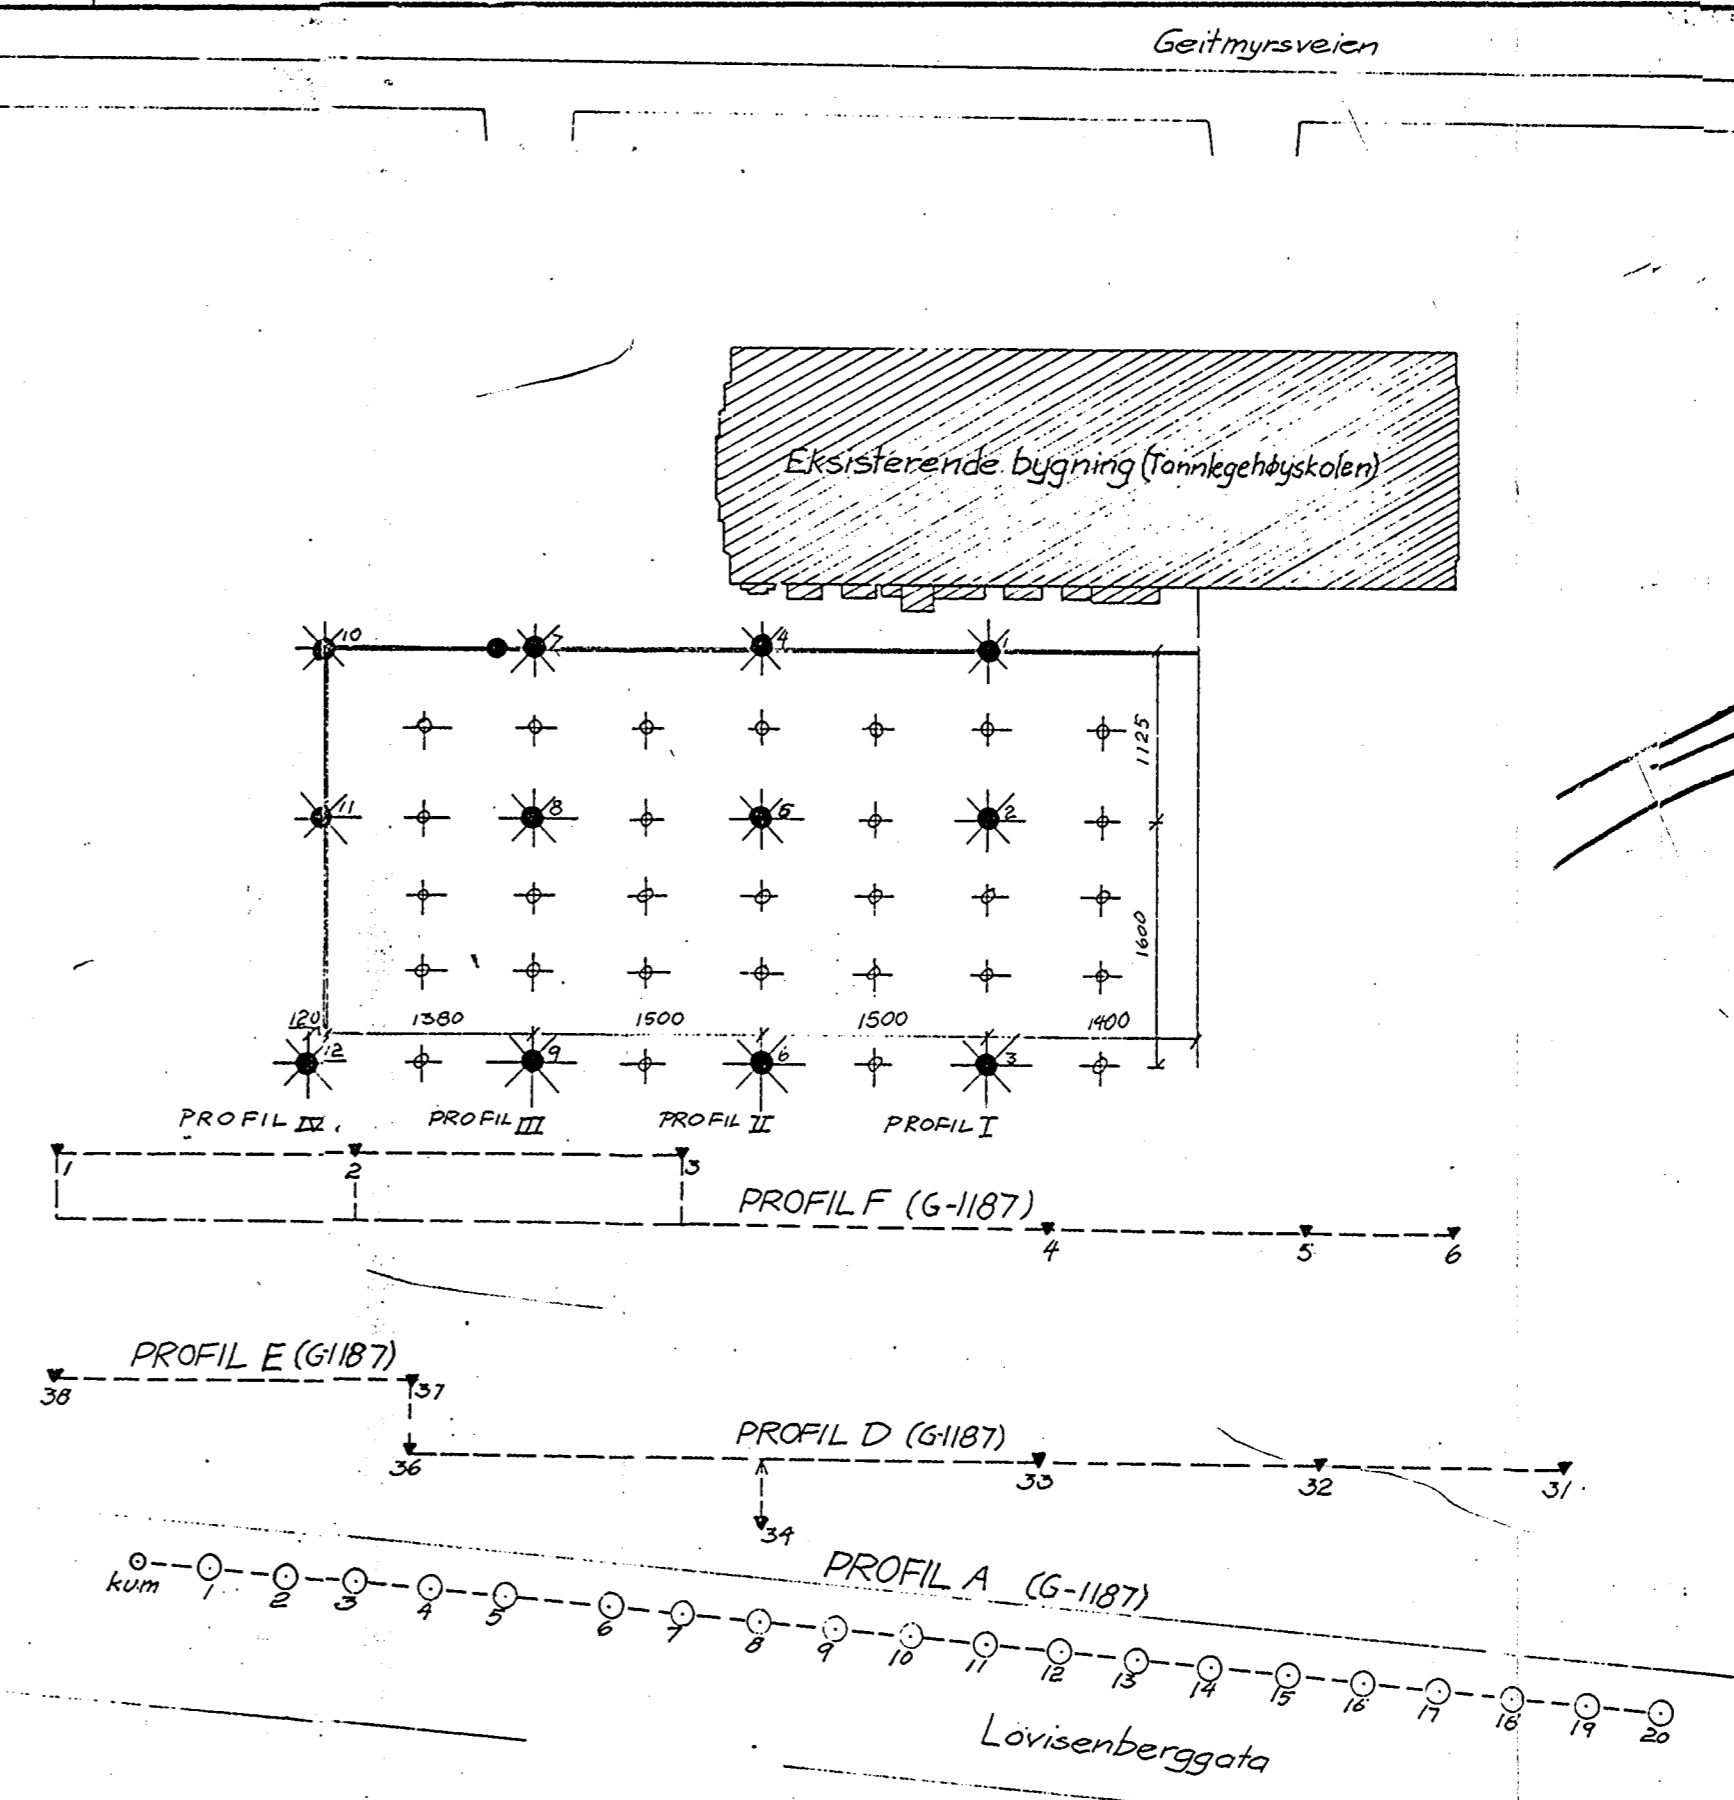 Geitmyrsveien
Eksisterende bygning (Tannlegehøyskolen)
10 7 4 1
1125
11 8 5 2
1600
120 1380 1500 1500 1400
12 9 6 3
PROFIL IV. PROFIL III PROFIL II PROFIL I
1 2 3
PROFIL F (G-1187)
4 5 6
PROFIL E (G-1187)
38 37
PROFIL D (G-1187)
36 33 32 31
34
PROFIL A (G-1187)
kum 1 2 3 4 5 6 7 8 9 10 11 12 13 14 15 16 17 18 19 20
Lovisenberggata